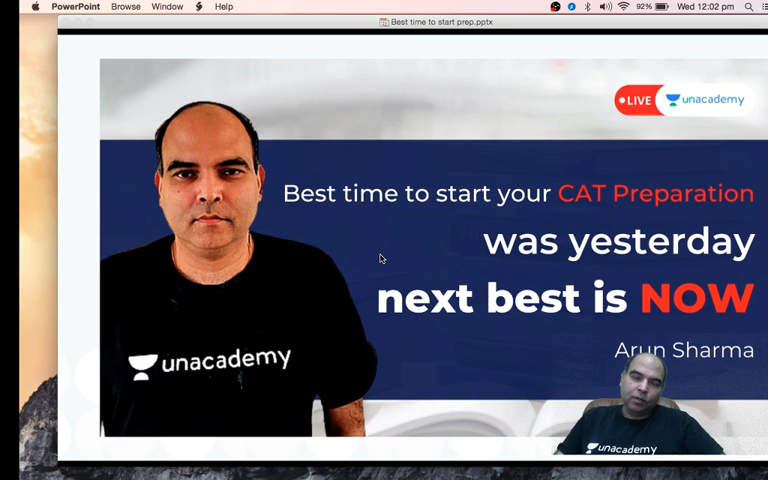 PowerPoint Browse Window Help 92% Wed 12:02 pm
Best time to start prep.pptx
LIVE unacademy
Best time to start your CAT Preparation
was yesterday
next best is NOW
Arun Sharma
unacademy
unacademy